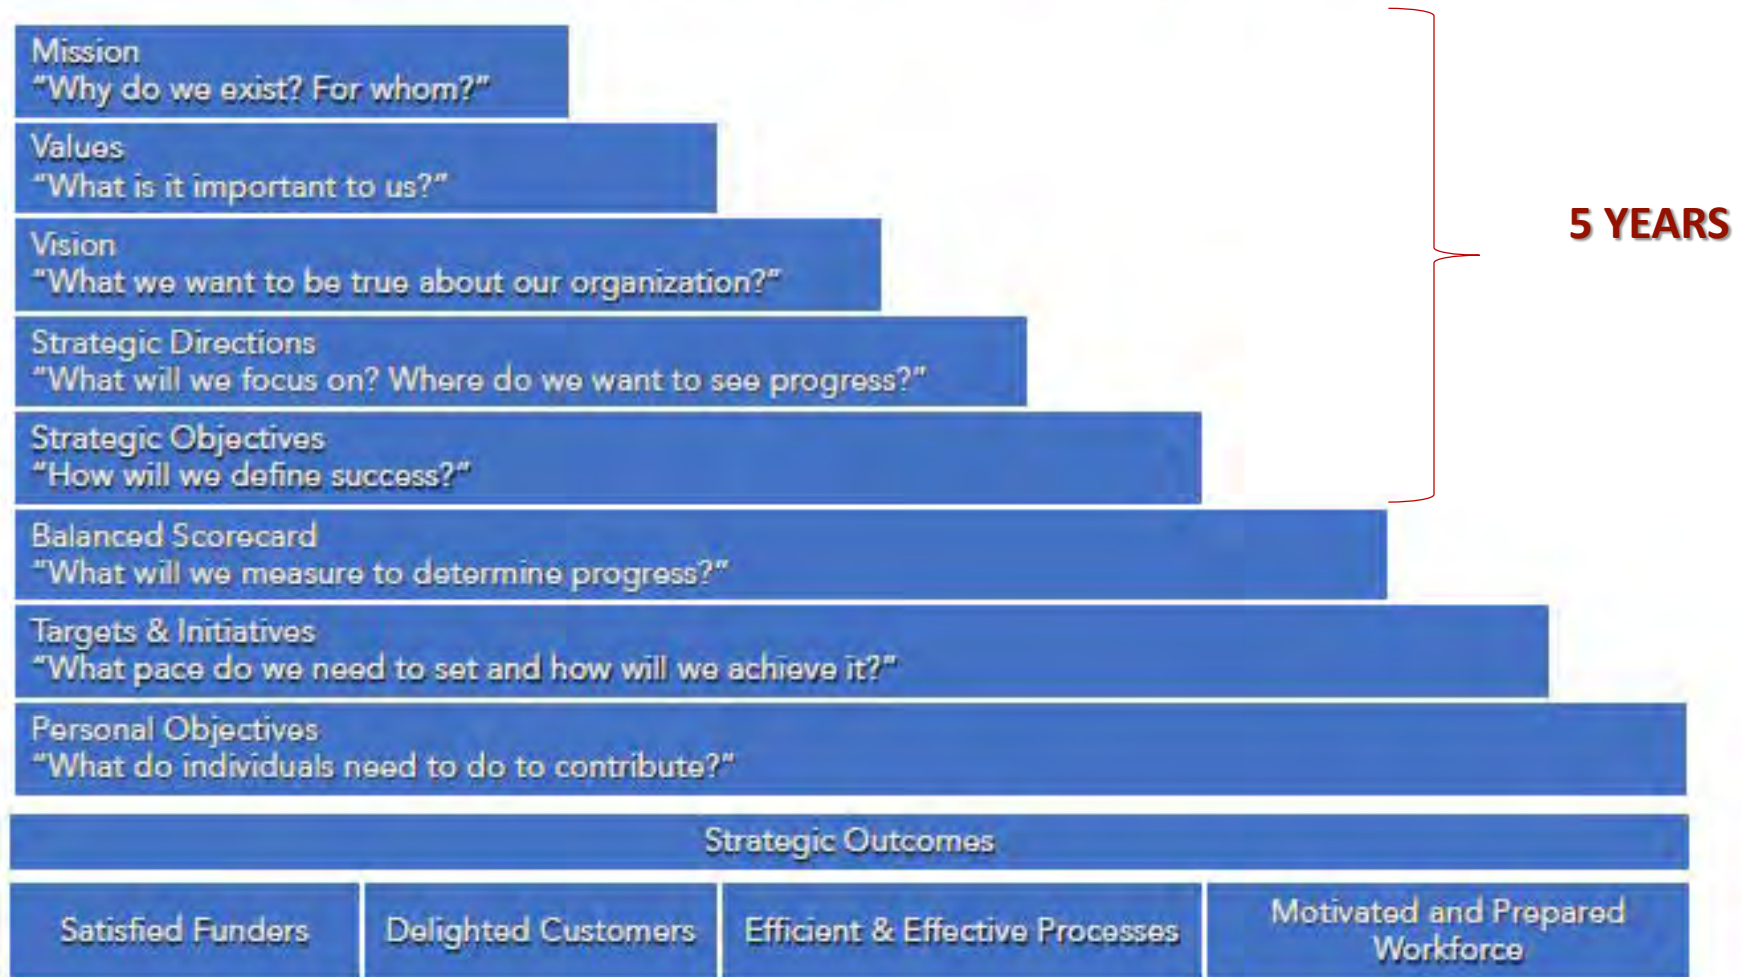 Mission
“Why do we exist? For whom?”
Values
“What is it important to us?”
Vision
“What we want to be true about our organization?”
Strategic Directions
“What will we focus on? Where do we want to see progress?”
Strategic Objectives
“How will we define success?”
5 YEARS
Balanced Scorecard
“What will we measure to determine progress?”
Targets & Initiatives
“What pace do we need to set and how will we achieve it?”
Personal Objectives
“What do individuals need to do to contribute?”
Strategic Outcomes
Satisfied Funders
Delighted Customers
Efficient & Effective Processes
Motivated and Prepared
Workforce